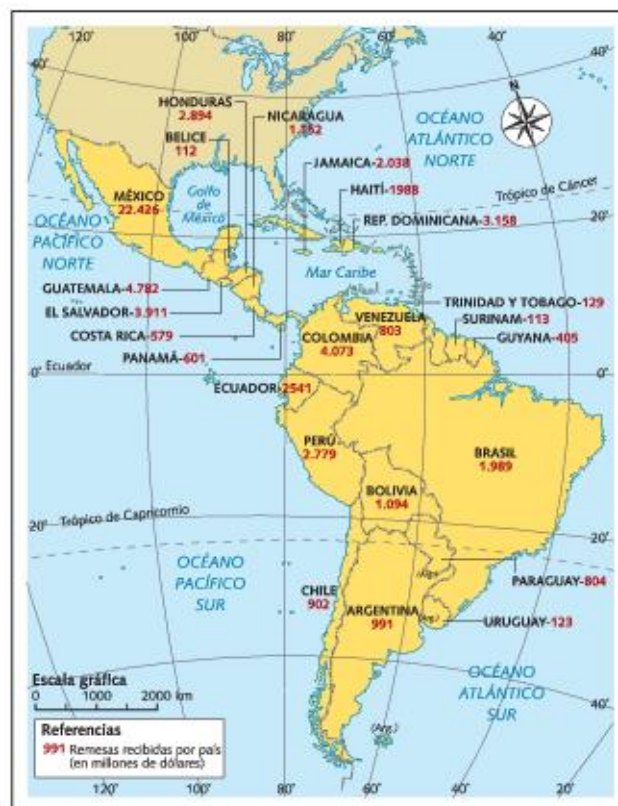 120°
100°
80°
60°
40°
40°
40°
HONDURAS
2.894
NICARAGUA
1.152
BELICE
112
OCÉANO
ATLÁNTICO
NORTE
N
JAMAICA-2.038
HAITÍ-1988
Trópico de Cáncer
REP. DOMINICANA-3.158
20°
MÉXICO
22.426
Golfo
de
México
OCÉANO
PACÍFICO
NORTE
Mar Caribe
GUATEMALA-4.782
EL SALVADOR-3.911
COSTA RICA-579
PANAMÁ-601
TRINIDAD Y TOBAGO-129
VENEZUELA
803
SURINAM-113
GUYANA-405
COLOMBIA
4.073
0° Ecuador
0°
ECUADOR-2541
PERÚ
2.779
BRASIL
1.989
BOLIVIA
1.094
20°
Trópico de Capricornio
20°
OCÉANO
PACÍFICO
SUR
(Arg.)
PARAGUAY-804
CHILE
902
ARGENTINA
991
(Arg.)
URUGUAY-123
OCÉANO
ATLÁNTICO
SUR
Escala gráfica
0 1000 2000 km
40°
(Arg.)
Referencias
991 Remesas recibidas por país
(en millones de dólares)
120°
100°
80°
60°
40°